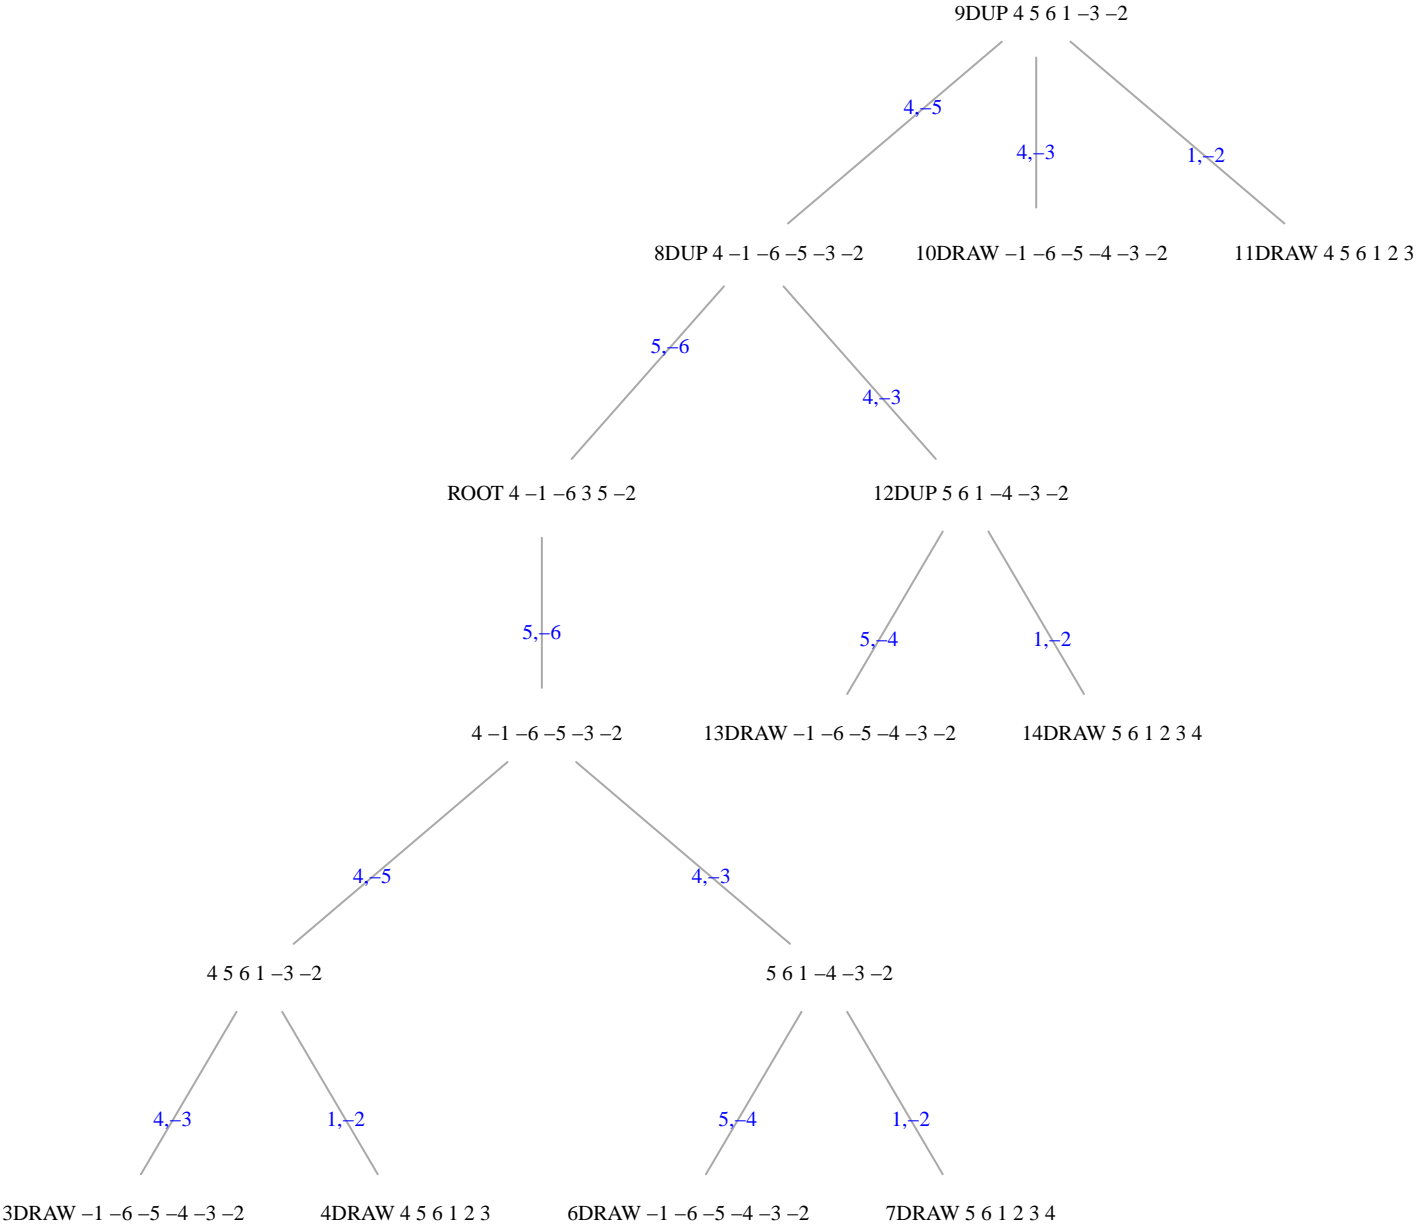 9DUP 4 5 6 1 –3 –2
4,–5
4,–3
1,–2
8DUP 4 –1 –6 –5 –3 –2
10DRAW –1 –6 –5 –4 –3 –2
11DRAW 4 5 6 1 2 3
5,–6
4,–3
ROOT 4 –1 –6 3 5 –2
12DUP 5 6 1 –4 –3 –2
5,–6
5,–4
1,–2
4 –1 –6 –5 –3 –2
13DRAW –1 –6 –5 –4 –3 –2
14DRAW 5 6 1 2 3 4
4,–5
4,–3
4 5 6 1 –3 –2
5 6 1 –4 –3 –2
4,–3
1,–2
5,–4
1,–2
3DRAW –1 –6 –5 –4 –3 –2
4DRAW 4 5 6 1 2 3
6DRAW –1 –6 –5 –4 –3 –2
7DRAW 5 6 1 2 3 4